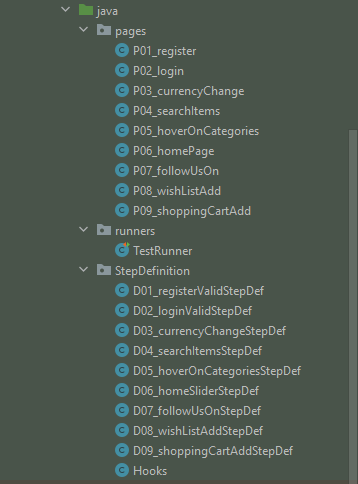 java
pages
P01_register
P02_login
P03_currencyChange
P04_searchItems
P05_hoverOnCategories
P06_homePage
P07_followUsOn
P08_wishListAdd
P09_shoppingCartAdd
runners
TestRunner
StepDefinition
D01_registerValidStepDef
D02_loginValidStepDef
D03_currencyChangeStepDef
D04_searchItemsStepDef
D05_hoverOnCategoriesStepDef
D06_homeSliderStepDef
D07_followUsOnStepDef
D08_wishListAddStepDef
D09_shoppingCartAddStepDef
Hooks